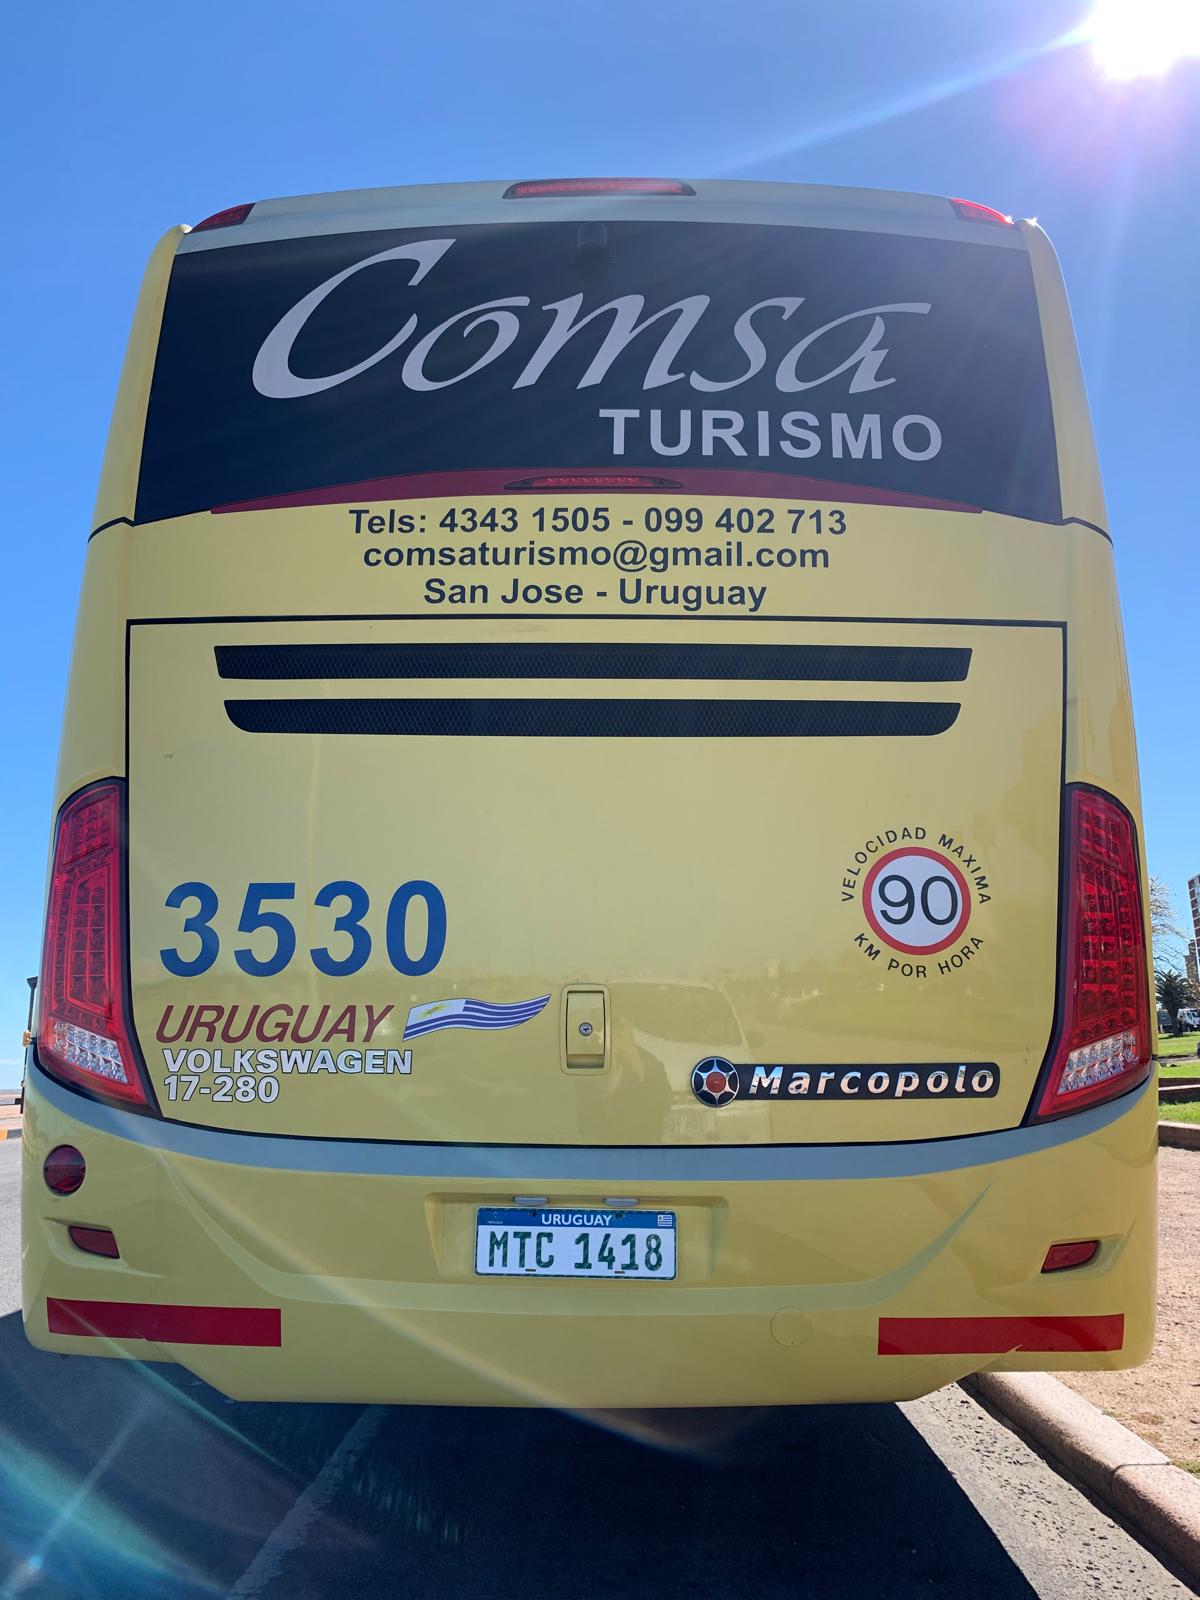 Comsa
TURISMO
Tels: 4343 1505 - 099 402 713
comsaturismo@gmail.com
San Jose - Uruguay
VELOCIDAD MAXIMA
90
KM POR HORA
3530
URUGUAY
VOLKSWAGEN
17-280
Marcopolo
URUGUAY
MTC 1418